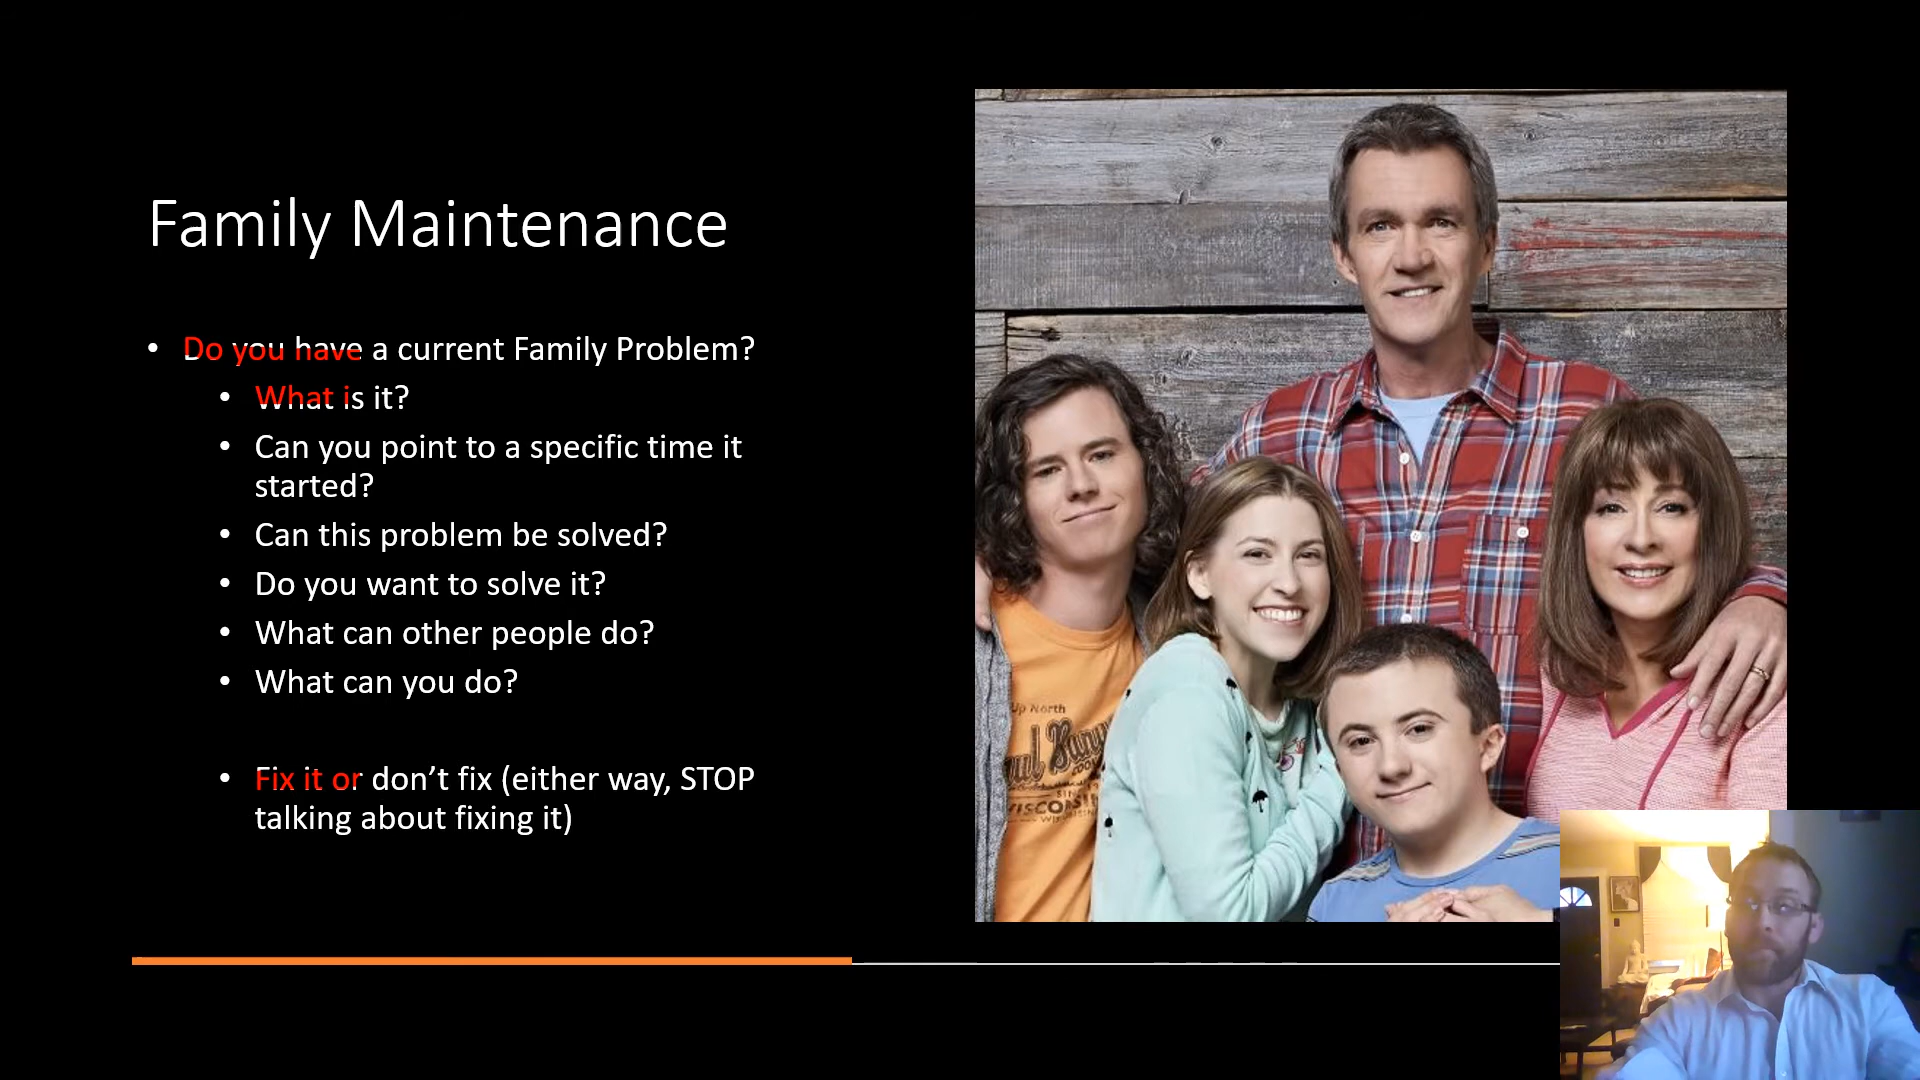 Family Maintenance
• Do you have a current Family Problem?
• What is it?
• Can you point to a specific time it
started?
• Can this problem be solved?
• Do you want to solve it?
• What can other people do?
• What can you do?
• Fix it or don’t fix (either way, STOP
talking about fixing it)
Up North